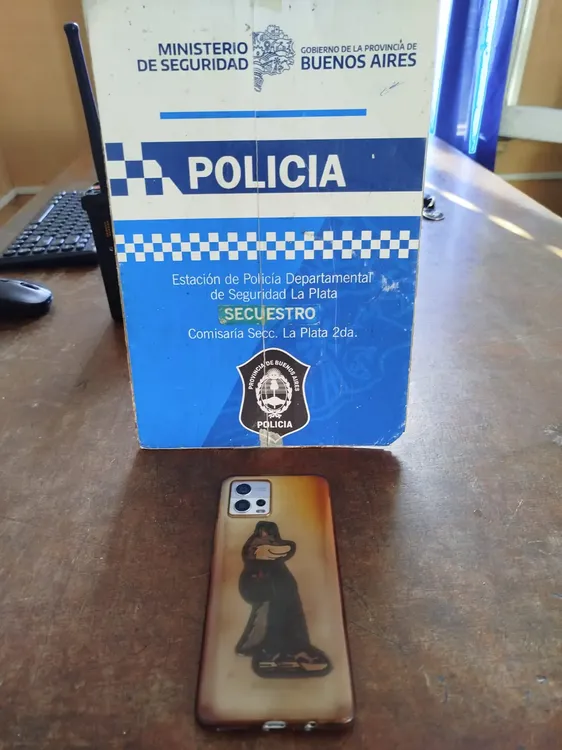 MINISTERIO
DE SEGURIDAD
GOBIERNO DE LA PROVINCIA DE
BUENOS AIRES
POLICIA
Estación de Policía Departamental
de Seguridad La Plata
SECUESTRO
Comisaría Secc. La Plata 2da.
PROVINCIA DE BUENOS AIRES
POLICIA